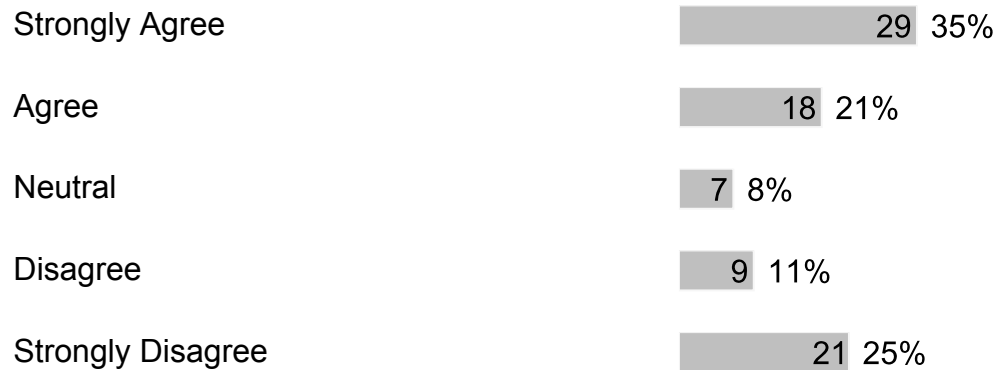 Strongly Agree 29 35%
Agree 18 21%
Neutral 7 8%
Disagree 9 11%
Strongly Disagree 21 25%